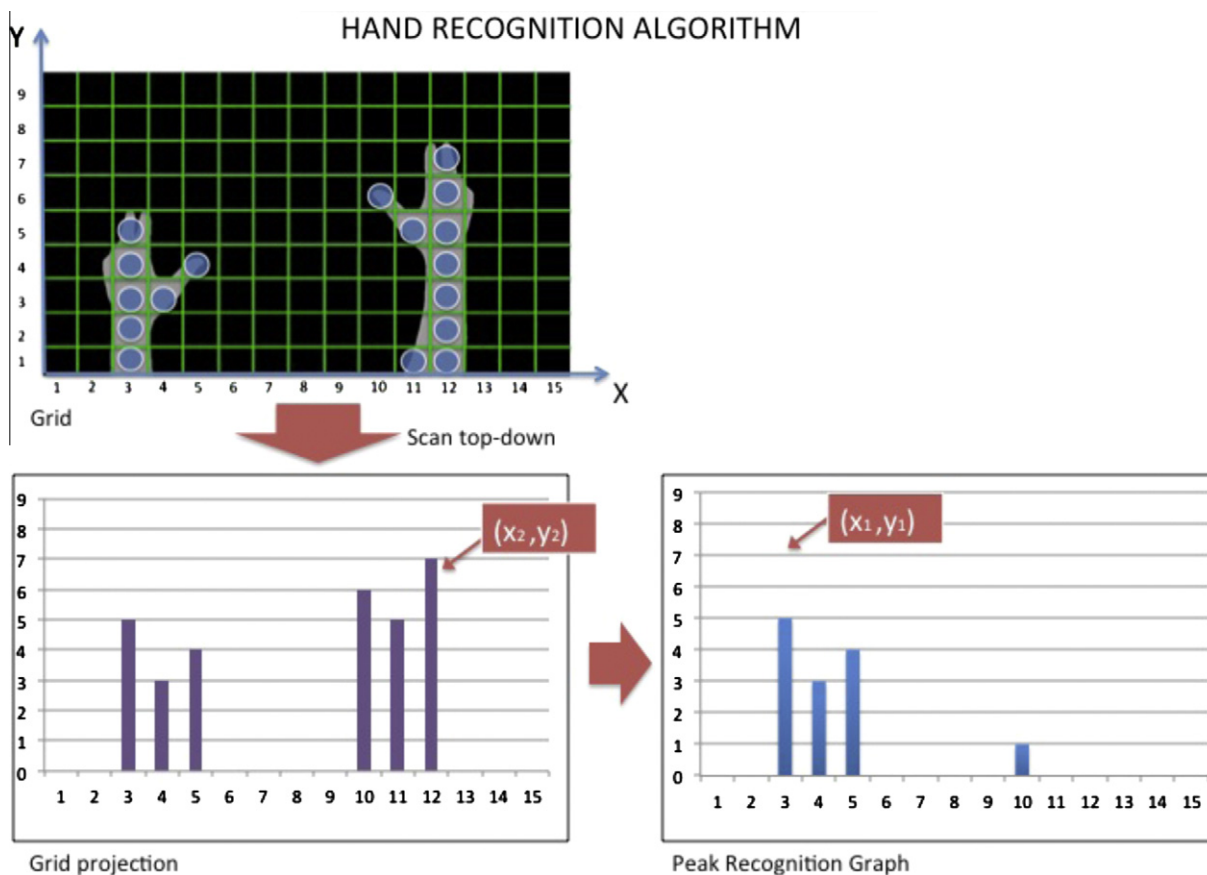 HAND RECOGNITION ALGORITHM
Y
9
8
7
6
5
4
3
2
1
1 2 3 4 5 6 7 8 9 10 11 12 13 14 15
X
Grid
Scan top-down
9
8
7
6
5
4
3
2
1
0
(x₂,y₂)
1 2 3 4 5 6 7 8 9 10 11 12 13 14 15
Grid projection
9
8
7
6
5
4
3
2
1
0
(x₁,y₁)
1 2 3 4 5 6 7 8 9 10 11 12 13 14 15
Peak Recognition Graph